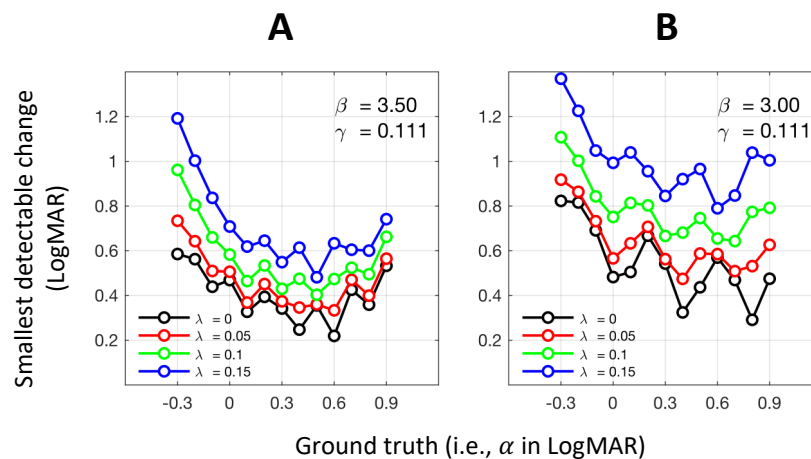 A
B
Smallest detectable change
(LogMAR)
1.2
1
0.8
0.6
0.4
0.2
β = 3.50
γ = 0.111
λ = 0
λ = 0.05
λ = 0.1
λ = 0.15
-0.3 0 0.3 0.6 0.9
1.2
1
0.8
0.6
0.4
0.2
β = 3.00
γ = 0.111
λ = 0
λ = 0.05
λ = 0.1
λ = 0.15
-0.3 0 0.3 0.6 0.9
Ground truth (i.e., α in LogMAR)